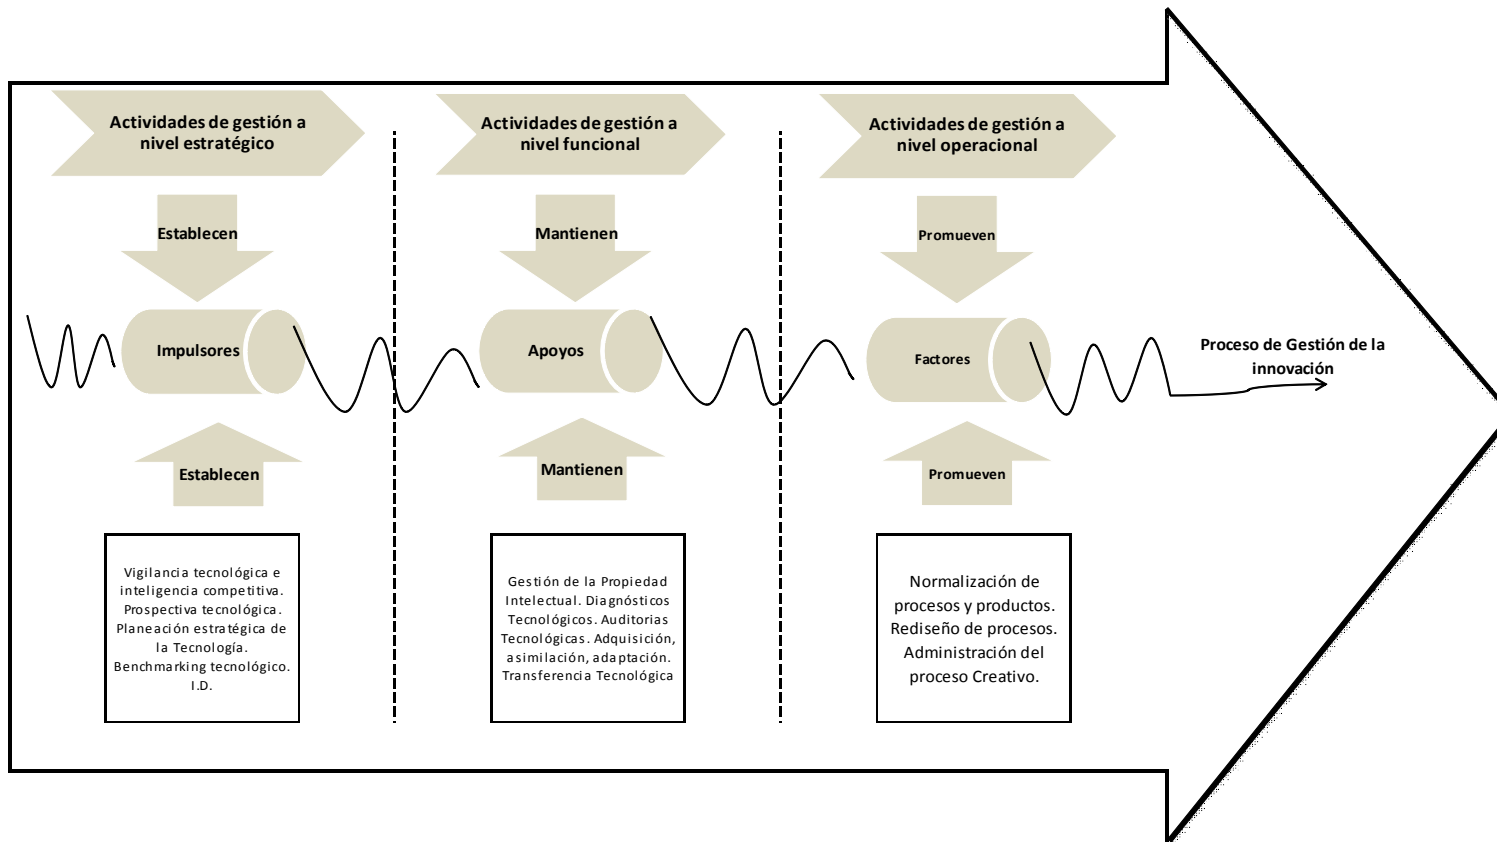 Actividades de gestión a
nivel estratégico
Establecen
Impulsores
Establecen
Vigilancia tecnológica e
inteligencia competitiva.
Prospectiva tecnológica.
Planeación estratégica de
la Tecnología.
Benchmarking tecnológico.
I.D.
Actividades de gestión a
nivel funcional
Mantienen
Apoyos
Mantienen
Gestión de la Propiedad
Intelectual. Diagnósticos
Tecnológicos. Auditorias
Tecnológicas. Adquisición,
asimilación, adaptación.
Transferencia Tecnológica
Actividades de gestión a
nivel operacional
Promueven
Factores
Promueven
Normalización de
procesos y productos.
Rediseño de procesos.
Administración del
proceso Creativo.
Proceso de Gestión de la
innovación